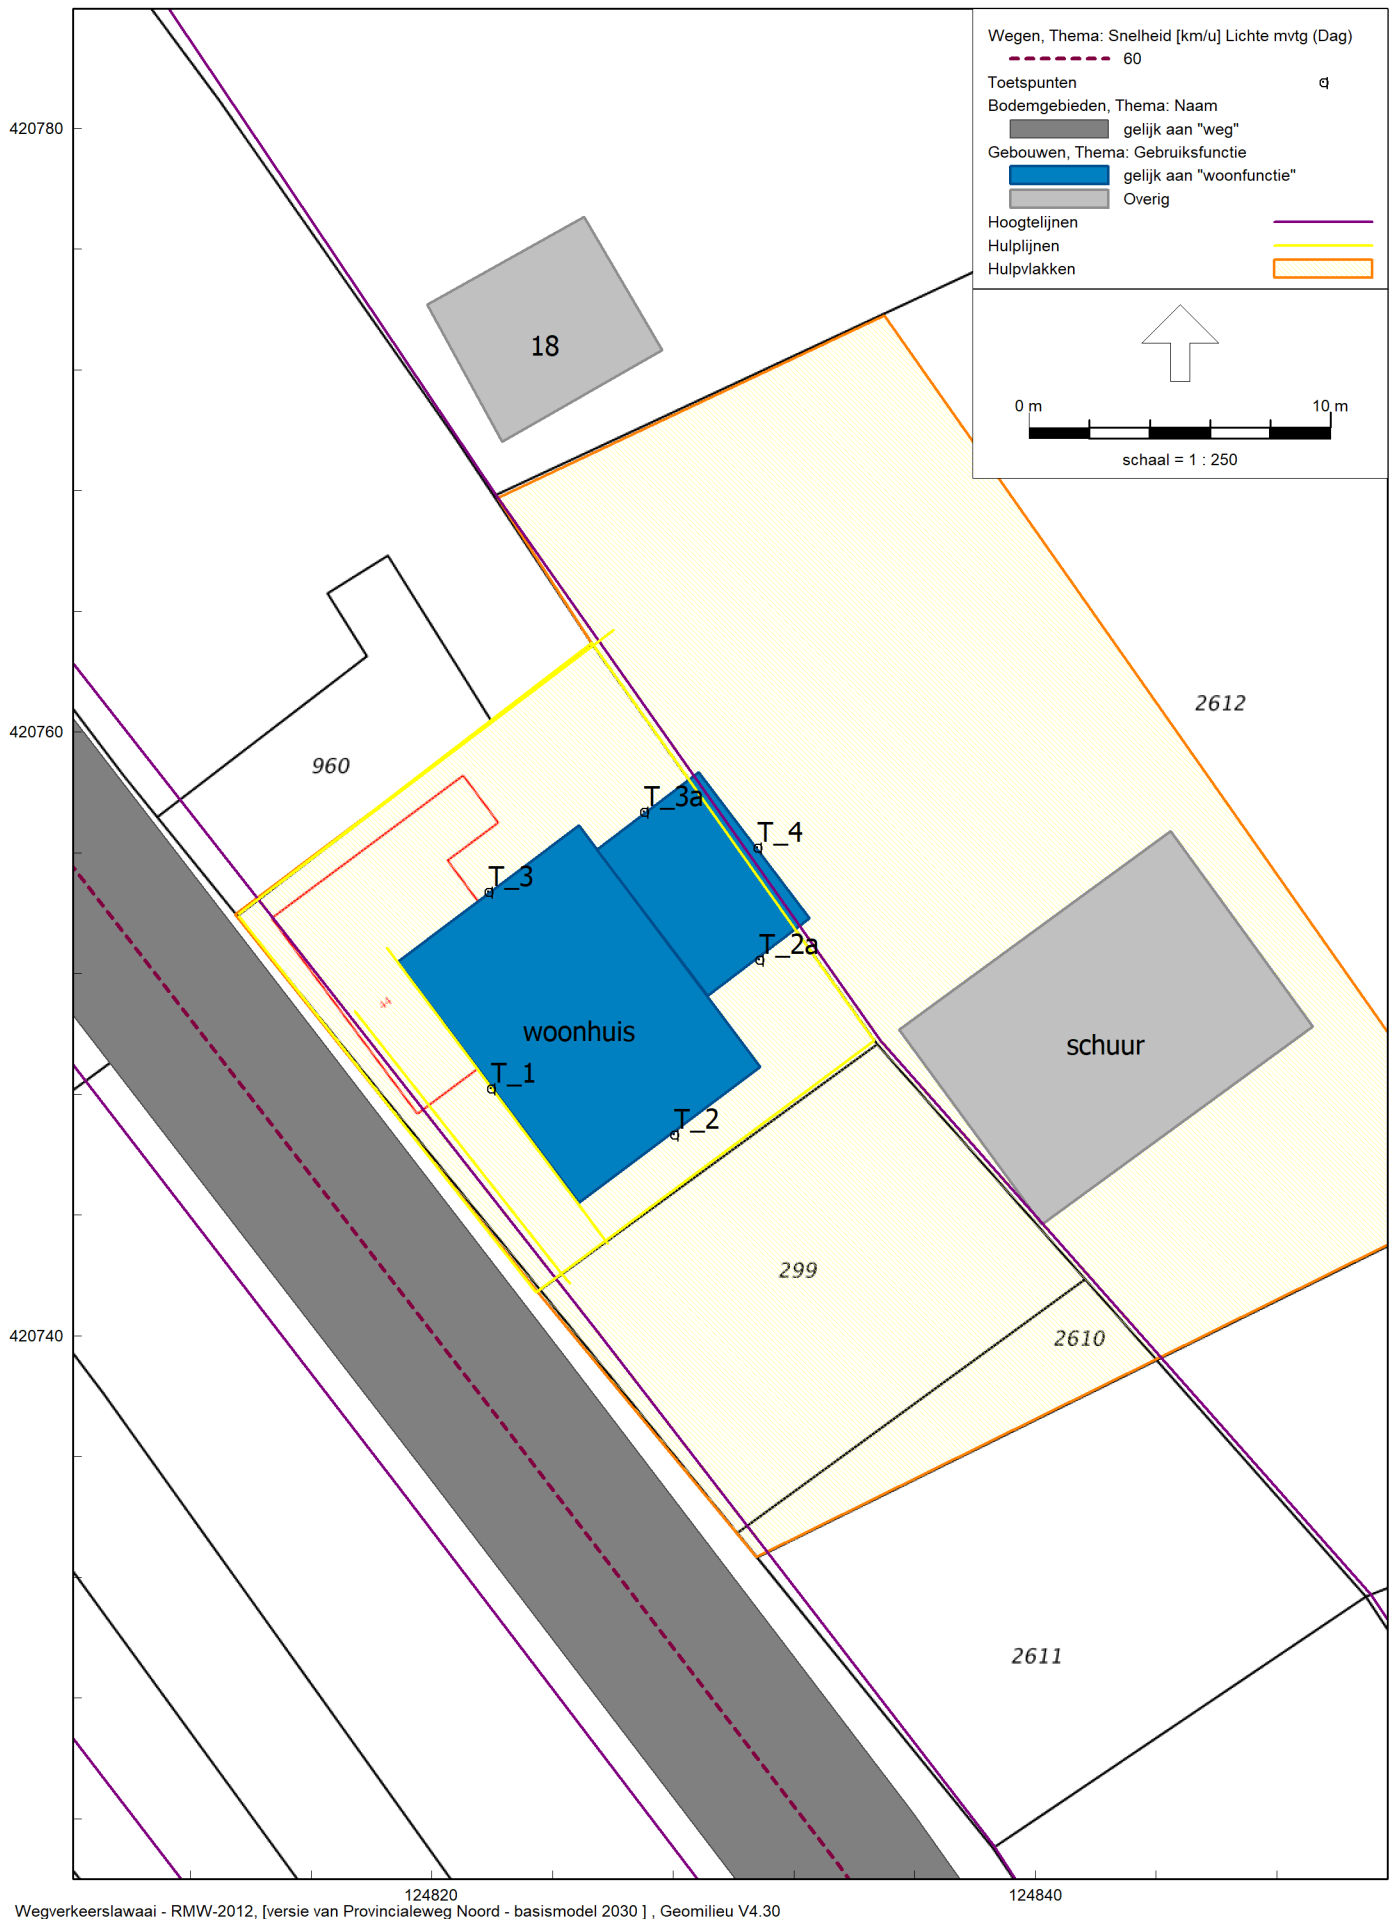 Wegen, Thema: Snelheid [km/u] Lichte mvtg (Dag)
60
Toetspunten
Bodemgebieden, Thema: Naam
gelijk aan "weg"
Gebouwen, Thema: Gebruiksfunctie
gelijk aan "woonfunctie"
Overig
Hoogtelijnen
Hulplijnen
Hulpvlakken
0 m 10 m
schaal = 1 : 250
420780
18
2612
420760
960
T_3a
T_4
T_3
T_2a
44
woonhuis
schuur
T_1
T_2
299
420740
2610
2611
124820 124840
Wegverkeerslawaai - RMW-2012, [versie van Provincialeweg Noord - basismodel 2030 ] , Geomilieu V4.30